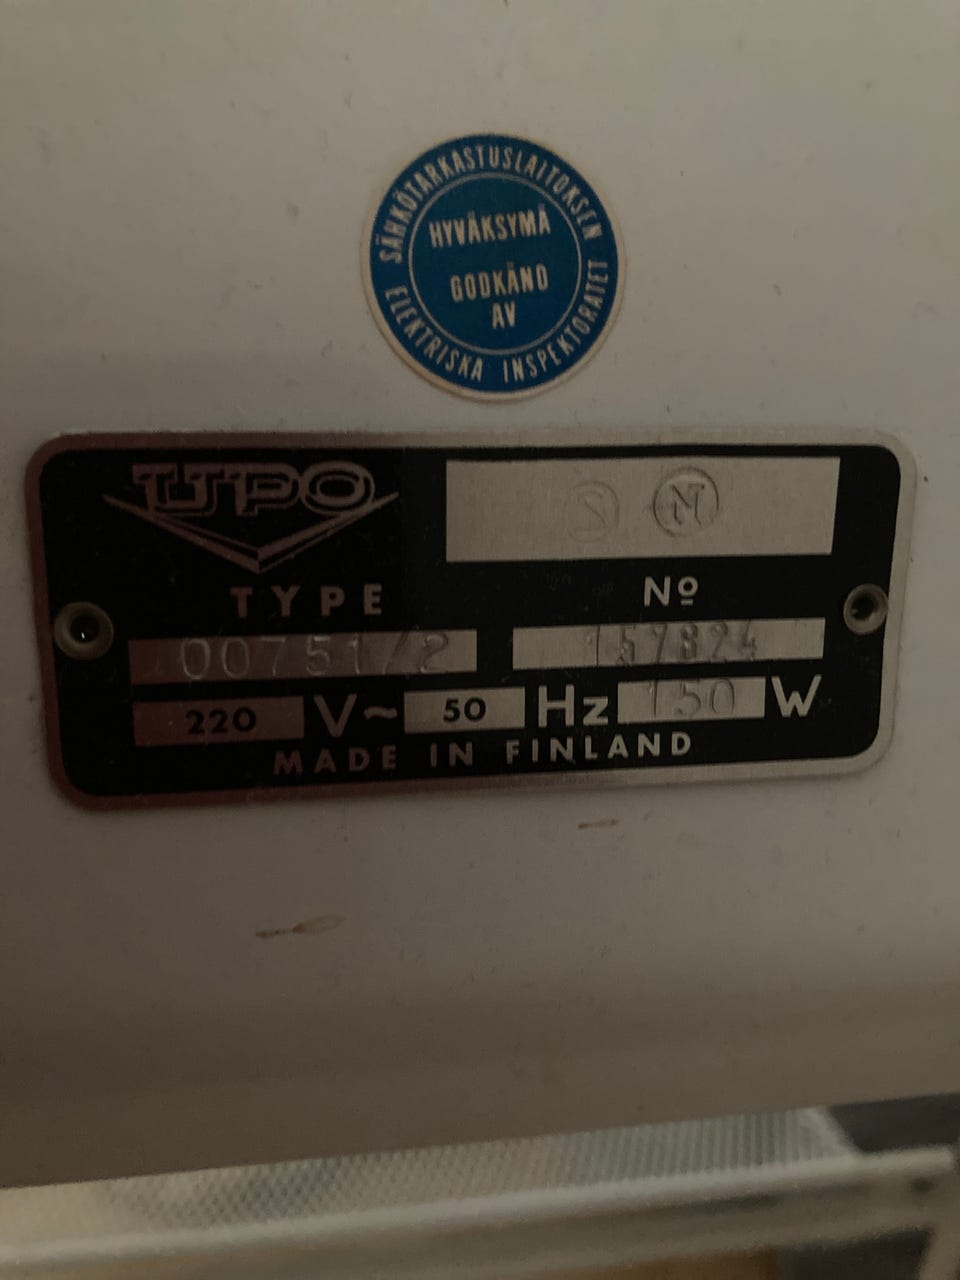 SÄHKÖTARKASTUSLAITOKSEN
HYVÄKSYMÄ
GODKÄND
AV
ELEKTRISKA INSPEKTORATET
UPO
S N
TYPE
Nº
00751/2
157824
220 V~ 50 Hz 150 W
MADE IN FINLAND